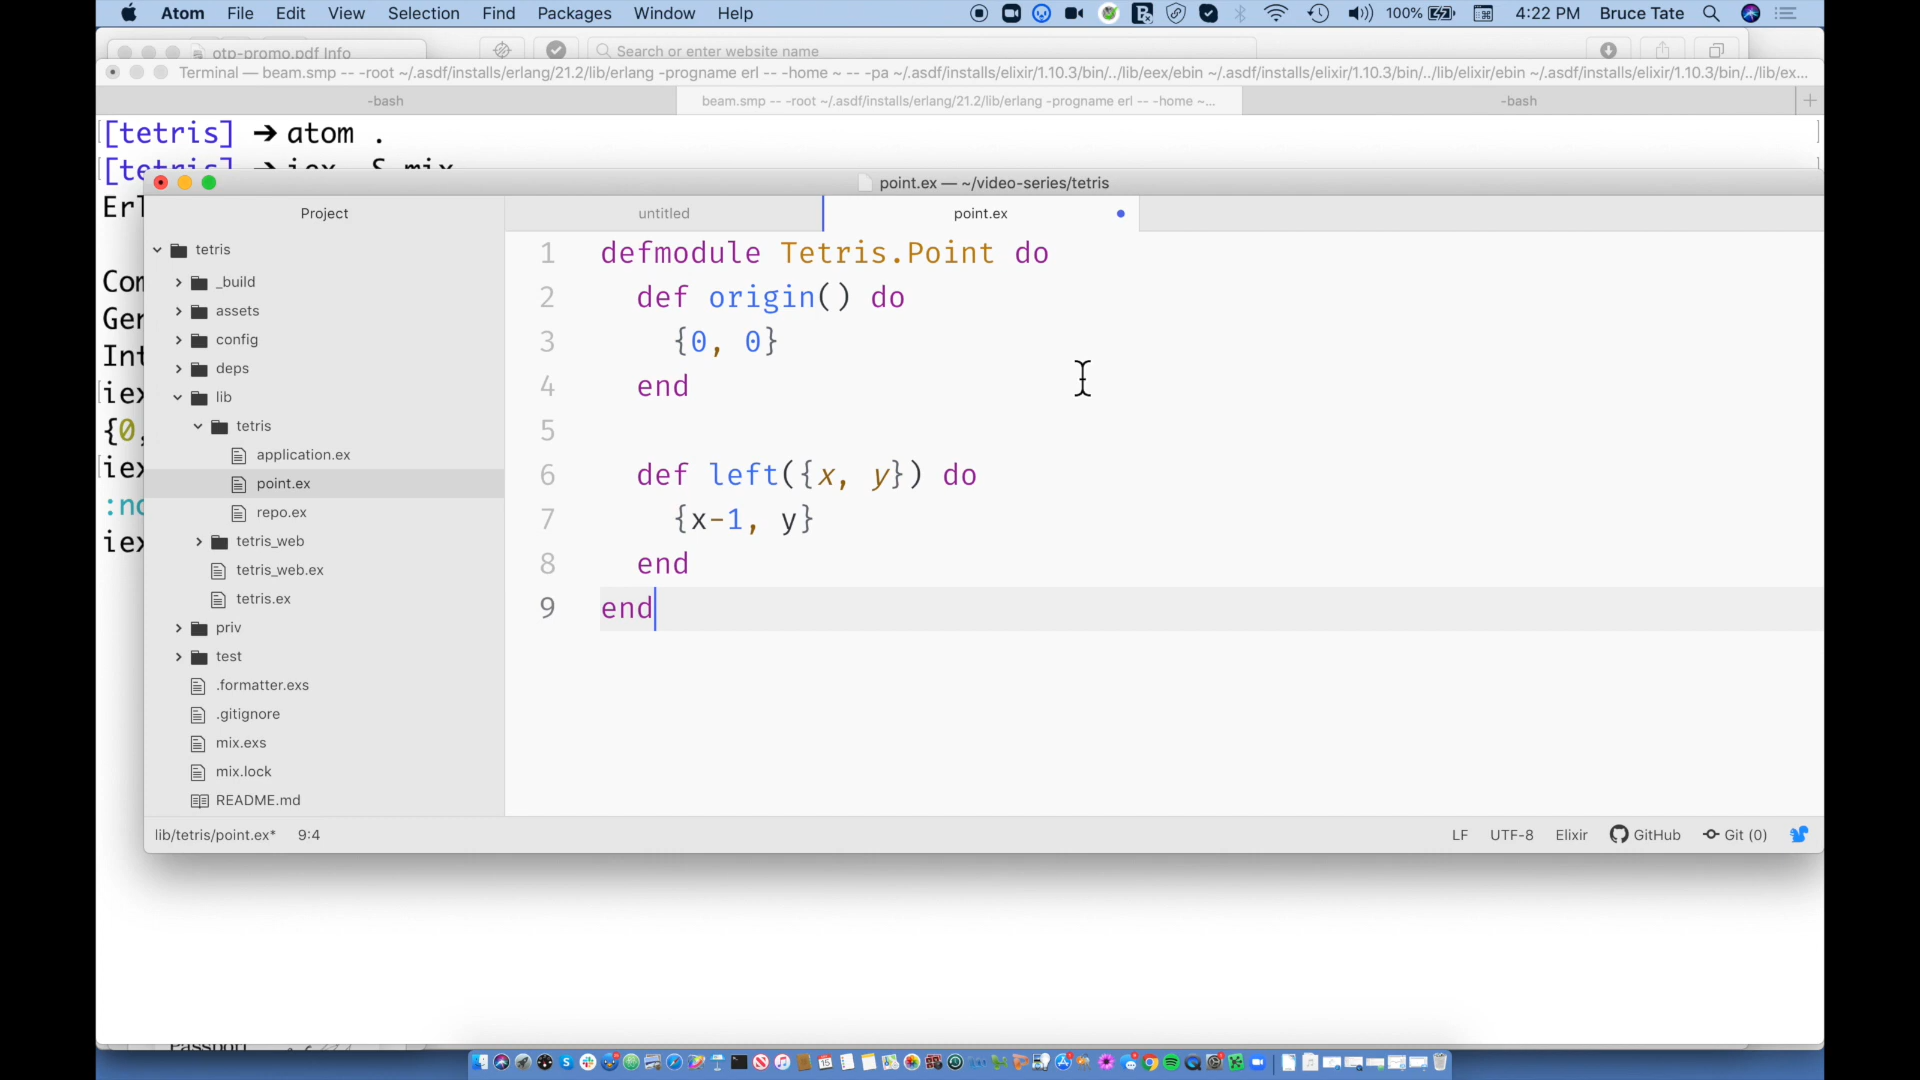 Atom File Edit View Selection Find Packages Window Help 100% 4:22 PM Bruce Tate
otp-promo.pdf Info Search or enter website name
Terminal — beam.smp -- -root ~/.asdf/installs/erlang/21.2/lib/erlang -progname erl -- -home ~ -- -pa ~/.asdf/installs/elixir/1.10.3/bin/../lib/eex/ebin ~/.asdf/installs/elixir/1.10.3/bin/../lib/elixir/ebin ~/.asdf/installs/elixir/1.10.3/bin/../lib/ex...
-bash beam.smp -- -root ~/.asdf/installs/erlang/21.2/lib/erlang -progname erl -- -home ~... -bash
[tetris] ➔ atom .
[tetris] ➔ iex -S mix
point.ex — ~/video-series/tetris
Project untitled point.ex
tetris
_build
assets
config
deps
lib
tetris
application.ex
point.ex
repo.ex
tetris_web
tetris_web.ex
tetris.ex
priv
test
.formatter.exs
.gitignore
mix.exs
mix.lock
README.md
1 defmodule Tetris.Point do
2 def origin() do
3 {0, 0}
4 end
5
6 def left({x, y}) do
7 {x-1, y}
8 end
9 end
lib/tetris/point.ex* 9:4 LF UTF-8 Elixir GitHub Git (0)